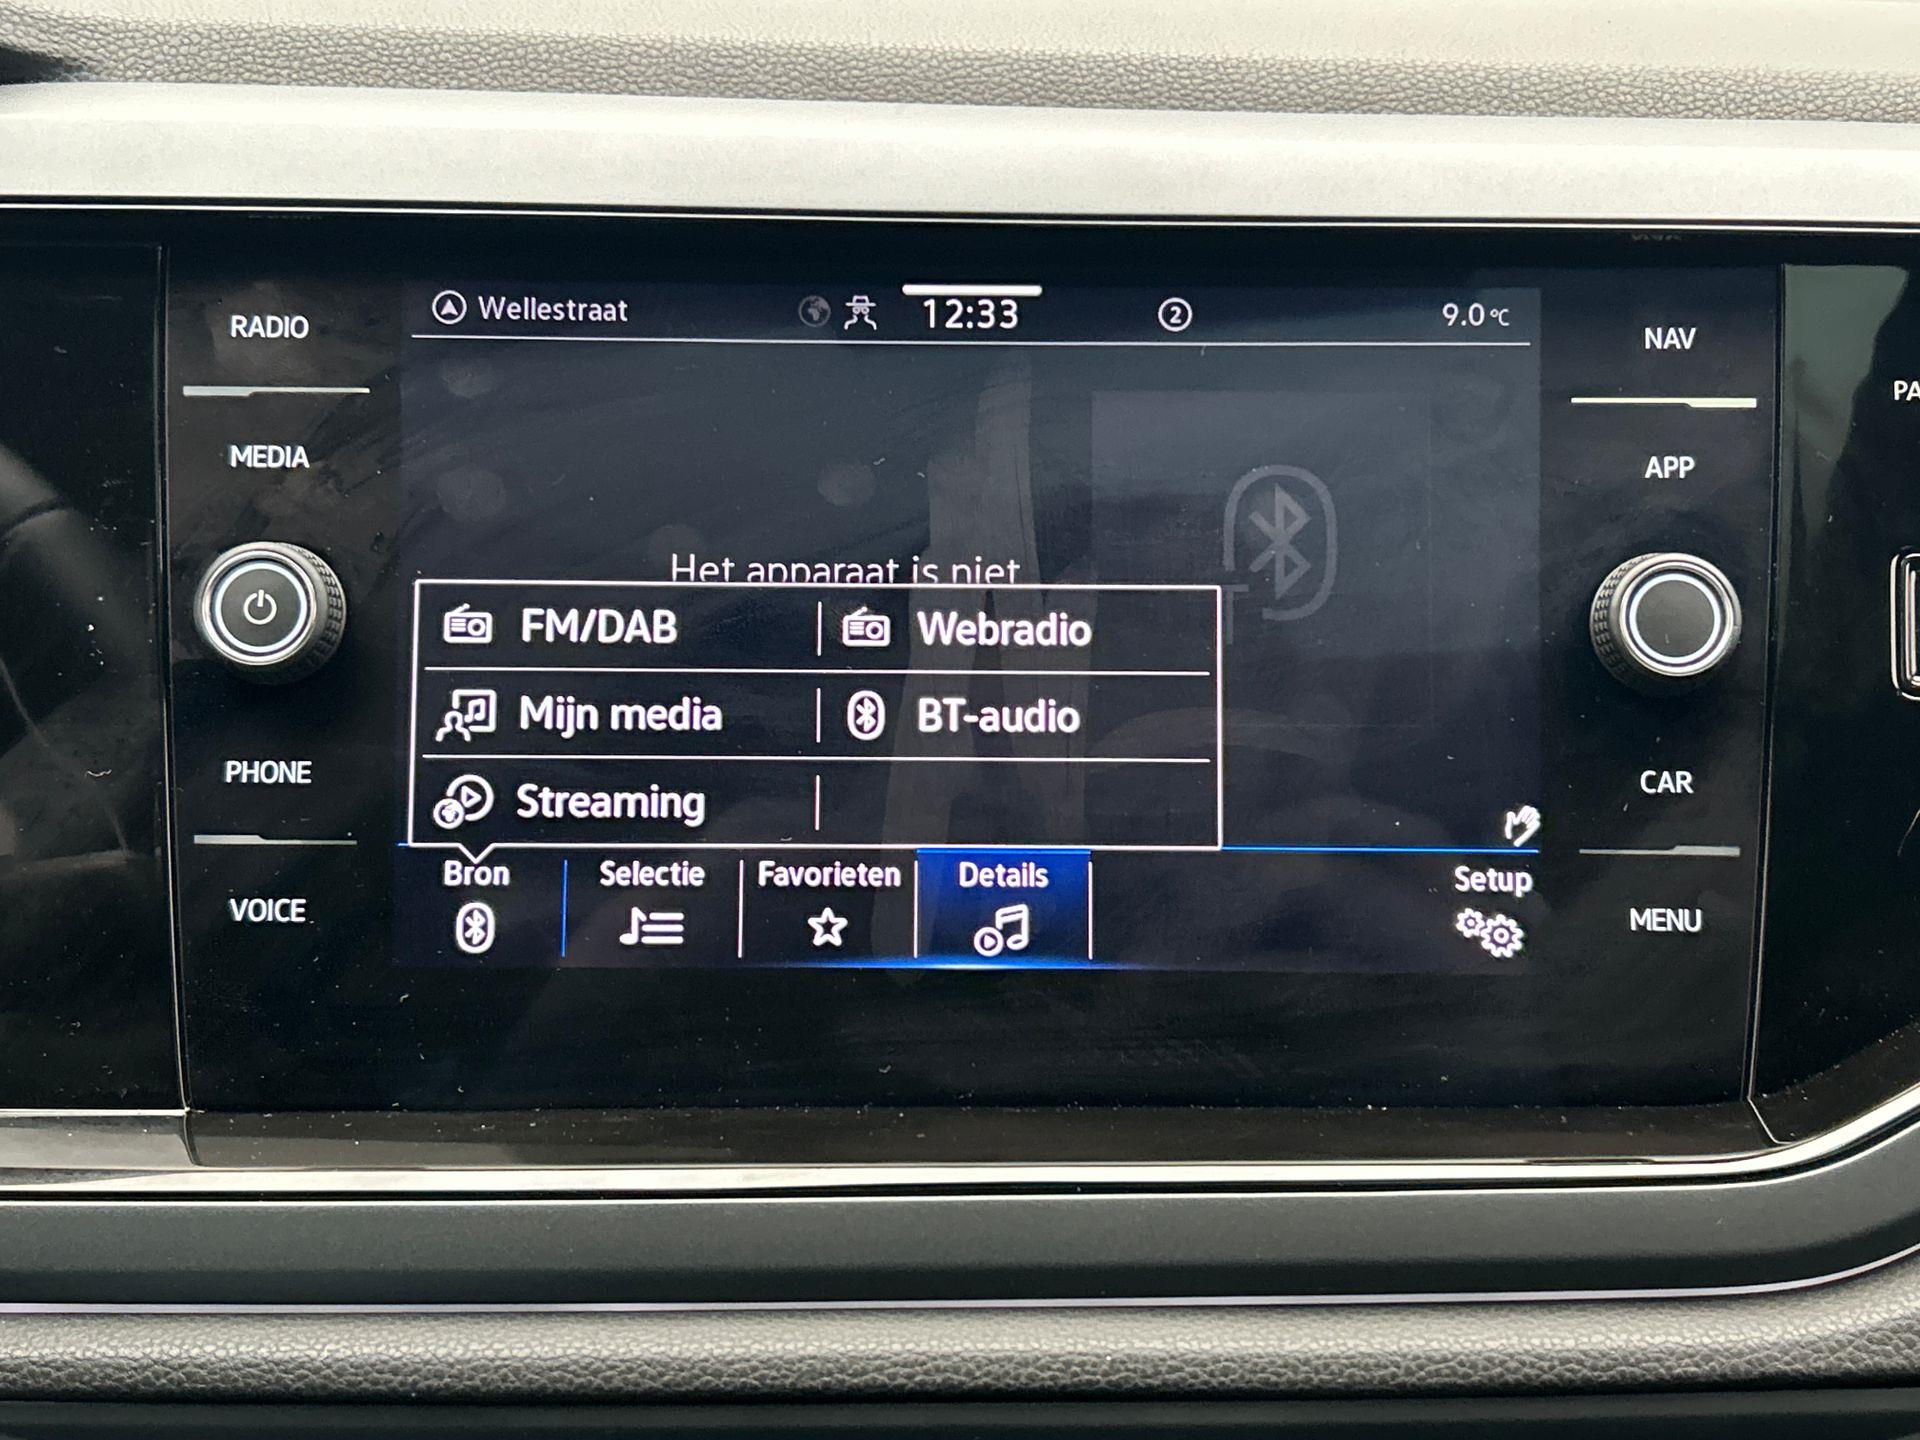 Wellestraat 12:33 2 9.0 °C
RADIO
NAV
MEDIA
APP
Het apparaat is niet
FM/DAB
Webradio
Mijn media
BT-audio
Streaming
PHONE
CAR
VOICE
MENU
Bron
Selectie
Favorieten
Details
Setup
PA